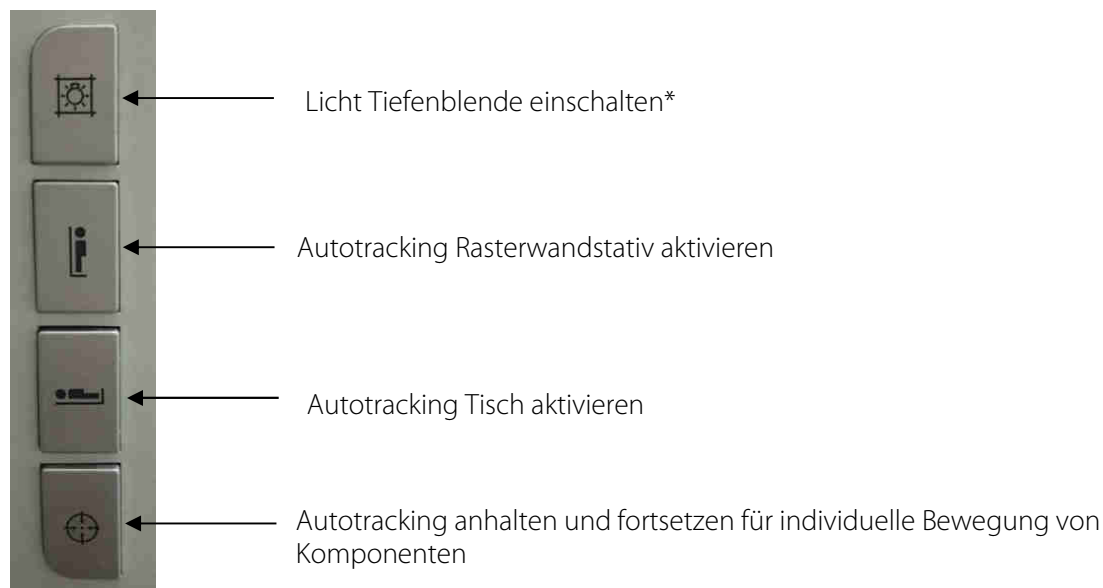 Licht Tiefenblende einschalten*
Autotracking Rasterwandstativ aktivieren
Autotracking Tisch aktivieren
Autotracking anhalten und fortsetzen für individuelle Bewegung von
Komponenten